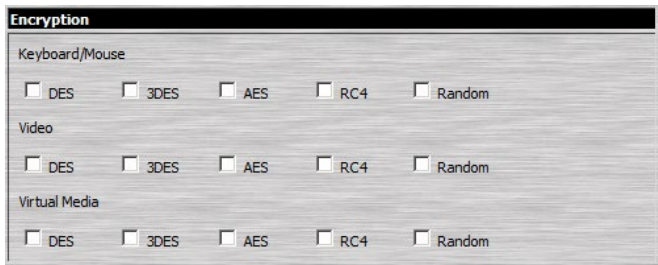 Encryption
Keyboard/Mouse
DES 3DES AES RC4 Random
Video
DES 3DES AES RC4 Random
Virtual Media
DES 3DES AES RC4 Random